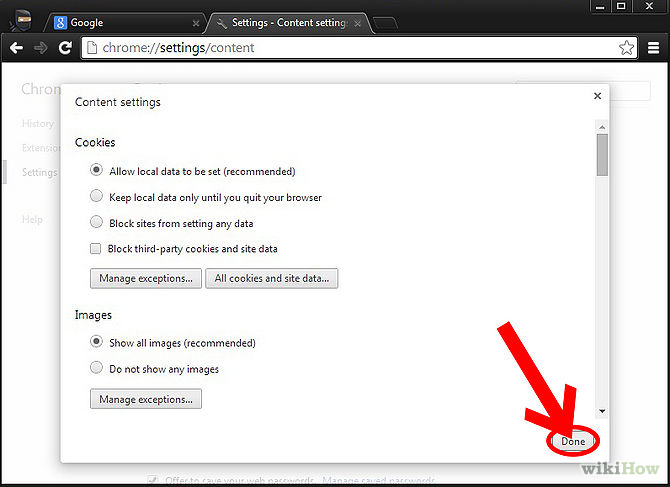 Google
Settings - Content settings
chrome://settings/content
Chrom
History
Extension
Settings
Help
Content settings
Cookies
Allow local data to be set (recommended)
Keep local data only until you quit your browser
Block sites from setting any data
Block third-party cookies and site data
Manage exceptions... All cookies and site data...
Images
Show all images (recommended)
Do not show any images
Manage exceptions...
Done
Offer to save your web passwords. Manage saved passwords
wikiHow